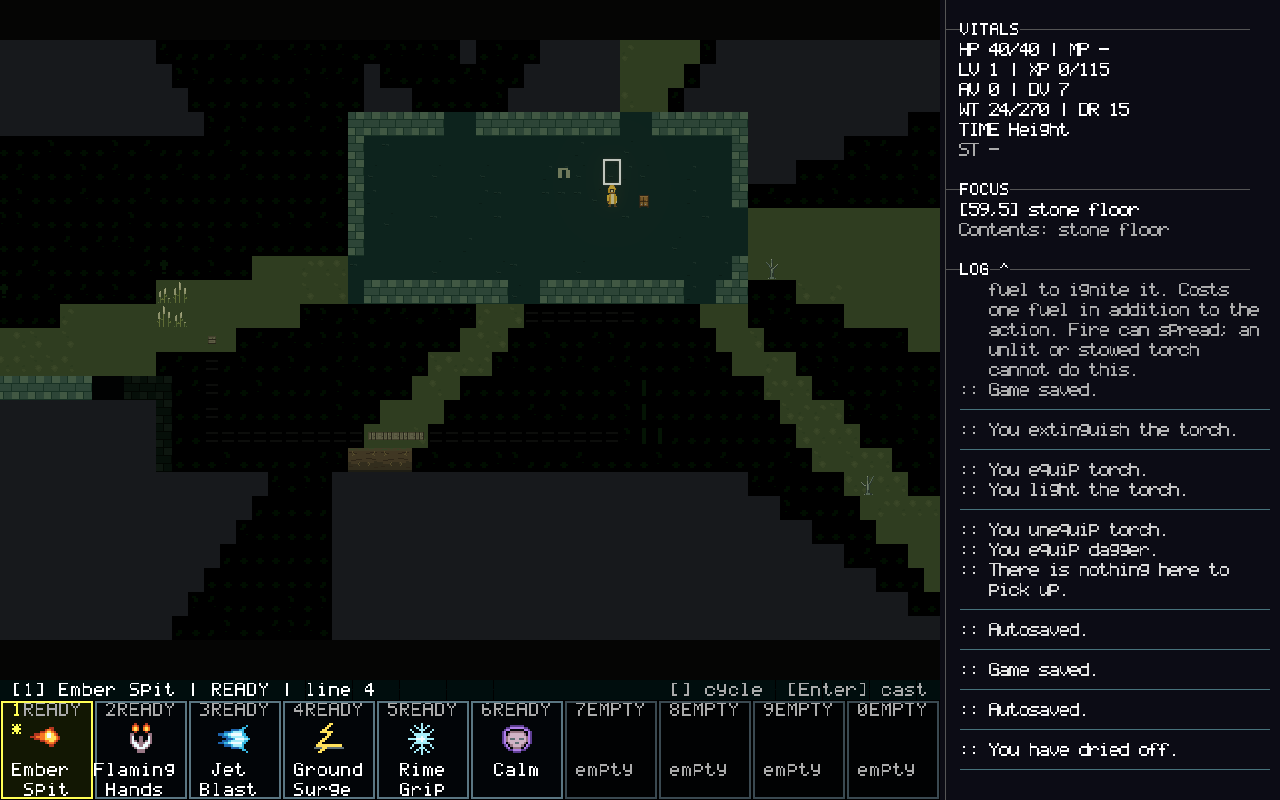 VITALS
HP 40/40 | MP -
LV 1 | XP 0/115
AV 0 | DV 7
WT 24/270 | DR 15
TIME Height
ST -
FOCUS
[59,5] stone floor
Contents: stone floor
LOG ^
fuel to ignite it. Costs
one fuel in addition to the
action. Fire can spread; an
unlit or stowed torch
cannot do this.
:: Game saved.
:: You extinguish the torch.
:: You equip torch.
:: You light the torch.
:: You unequip torch.
:: You equip dagger.
:: There is nothing here to
pick up.
:: Autosaved.
:: Game saved.
:: Autosaved.
:: You have dried off.
n
[1] Ember Spit | READY | line 4
[] cycle [Enter] cast
1READY 2READY 3READY 4READY 5READY 6READY 7EMPTY 8EMPTY 9EMPTY 0EMPTY
*
Ember Flaming Jet Ground Rime Calm empty empty empty empty
Spit Hands Blast Surge Grip